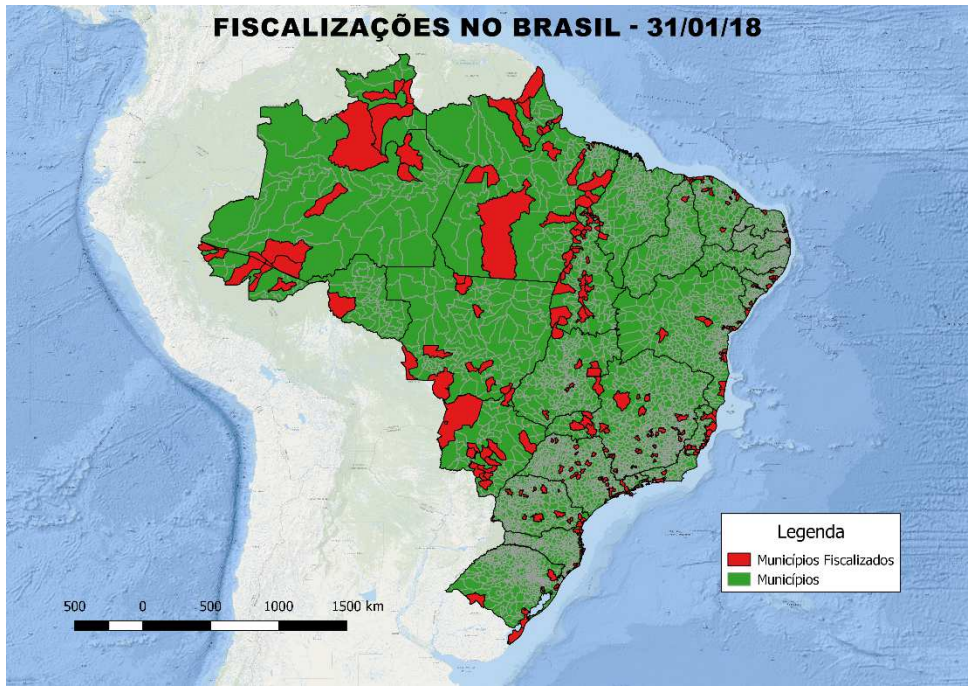 FISCALIZAÇÕES NO BRASIL - 31/01/18
Legenda
Municípios Fiscalizados
Municípios
500 0 500 1000 1500 km